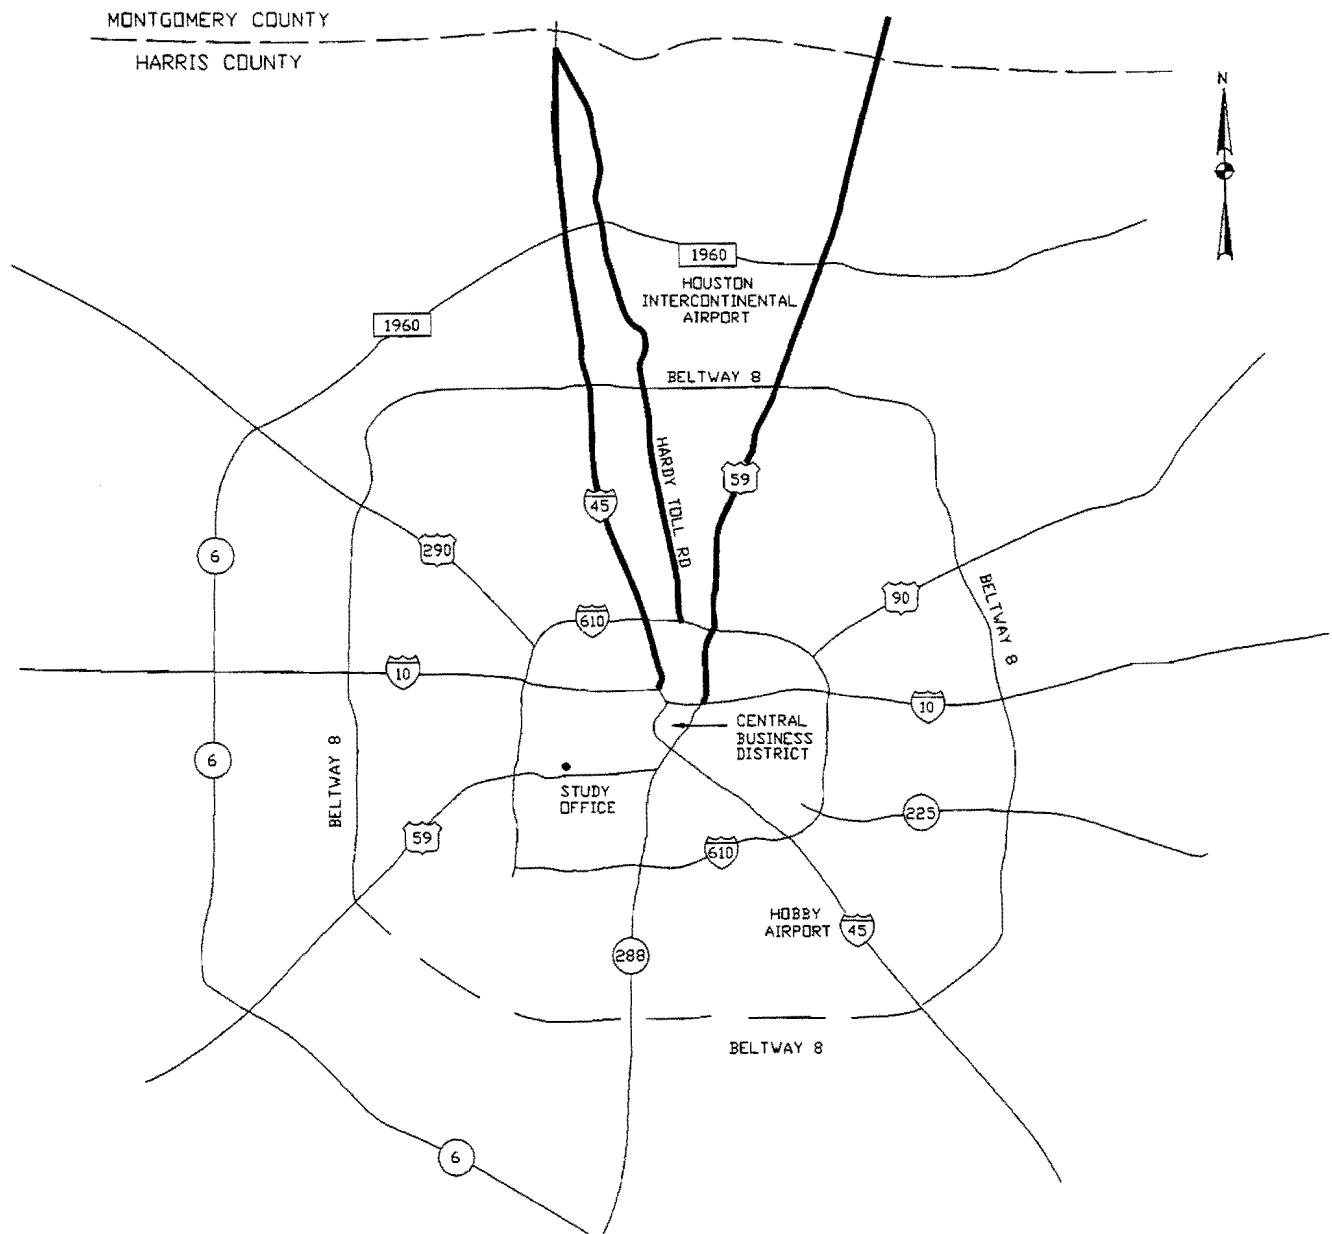 MONTGOMERY COUNTY
HARRIS COUNTY
N
1960
HOUSTON
INTERCONTINENTAL
AIRPORT
1960
BELTWAY 8
HARDY TOLL RD
59
45
290
6
90
BELTWAY 8
610
10
10
CENTRAL
BUSINESS
DISTRICT
6
BELTWAY 8
STUDY
OFFICE
225
59
610
HOBBY
AIRPORT
45
288
BELTWAY 8
6